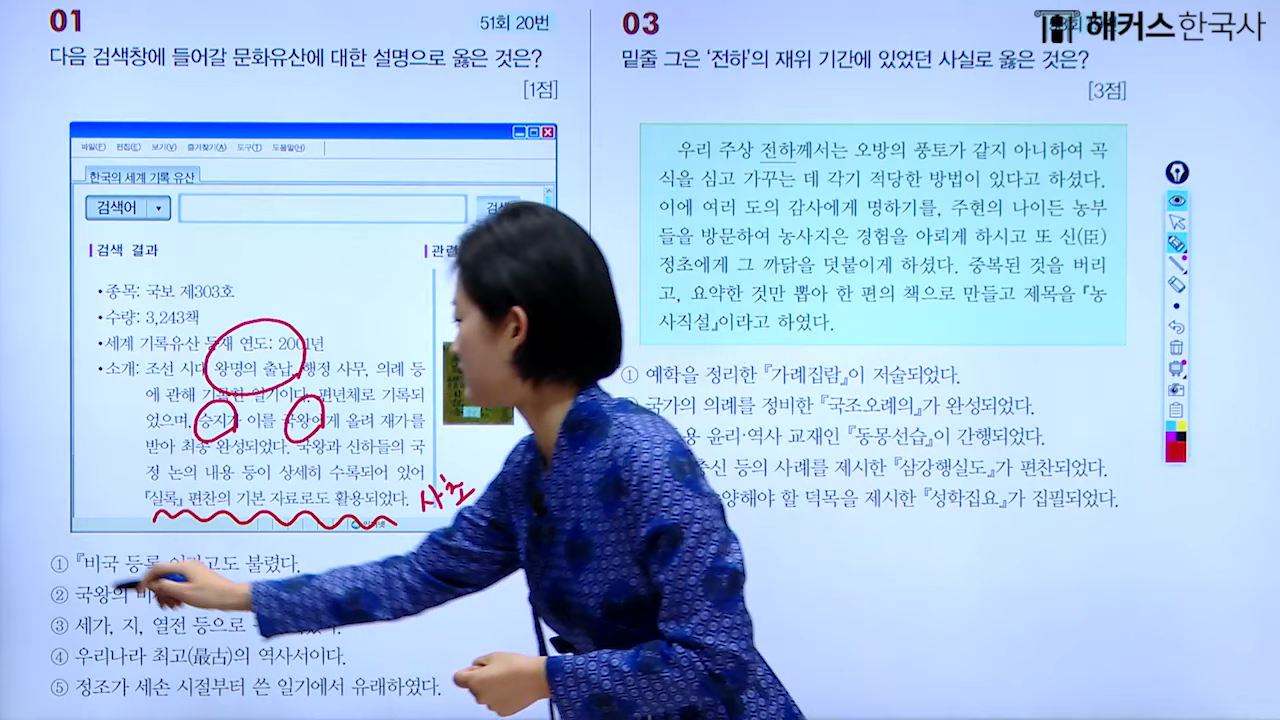 01
51회 20번
다음 검색창에 들어갈 문화유산에 대한 설명으로 옳은 것은?
[1점]
파일(F) 편집(E) 보기(V) 즐겨찾기(A) 도구(T) 도움말(H)
한국의 세계 기록 유산
검색어
검색 결과
관련
•종목: 국보 제303호
•수량: 3,243책
•세계 기록유산 등재 연도: 2001년
•소개: 조선 시대 왕명의 출납, 행정 사무, 의례 등
에 관해 기록한 일기이다. 편년체로 기록되
었으며, 승지가 이를 국왕에게 올려 재가를
받아 최종 완성되었다. 국왕과 신하들의 국
정 논의 내용 등이 상세히 수록되어 있어
『실록』 편찬의 기본 자료로도 활용되었다.
사초
① 『비국 등록』이라고도 불렸다.
② 국왕의 비
③ 세가, 지, 열전 등으로
④ 우리나라 최고(最古)의 역사서이다.
⑤ 정조가 세손 시절부터 쓴 일기에서 유래하였다.
03
해커스한국사
밑줄 그은 ‘전하’의 재위 기간에 있었던 사실로 옳은 것은?
[3점]
우리 주상 전하께서는 오방의 풍토가 같지 아니하여 곡
식을 심고 가꾸는 데 각기 적당한 방법이 있다고 하셨다.
이에 여러 도의 감사에게 명하기를, 주현의 나이든 농부
들을 방문하여 농사지은 경험을 아뢰게 하시고 또 신(臣)
정초에게 그 까닭을 덧붙이게 하셨다. 중복된 것을 버리
고, 요약한 것만 뽑아 한 편의 책으로 만들고 제목을 『농
사직설』이라고 하였다.
① 예학을 정리한 『가례집람』이 저술되었다.
국가의 의례를 정비한 『국조오례의』가 완성되었다.
용 윤리·역사 교재인 『동몽선습』이 간행되었다.
충신 등의 사례를 제시한 『삼강행실도』가 편찬되었다.
양해야 할 덕목을 제시한 『성학집요』가 집필되었다.